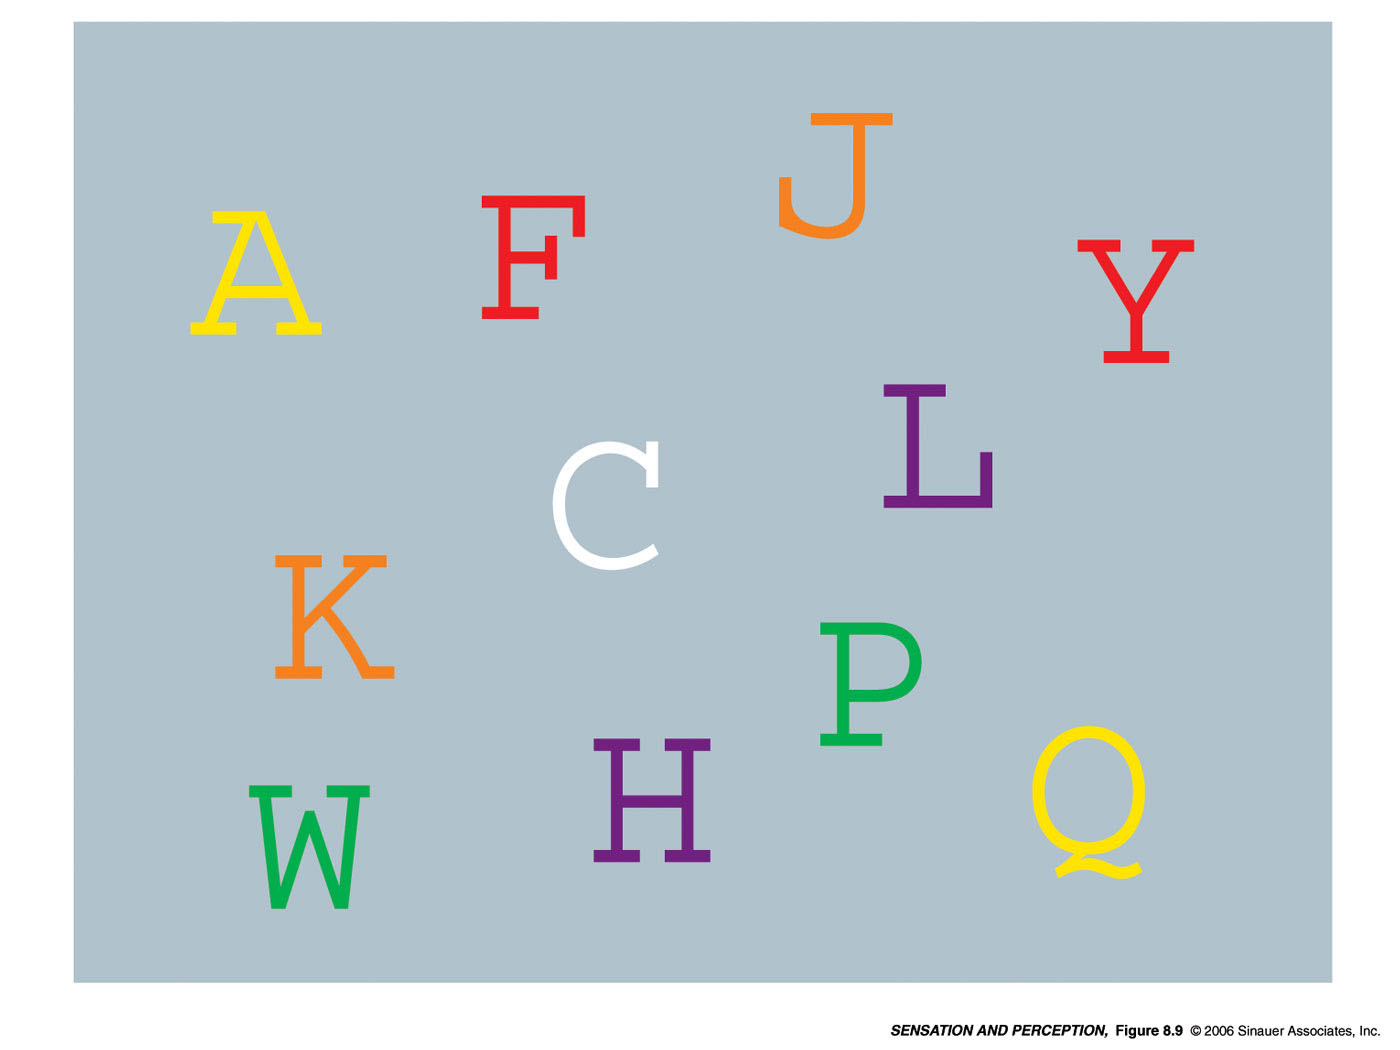 J
F
A
Y
L
C
K
P
H
Q
W
SENSATION AND PERCEPTION, Figure 8.9 © 2006 Sinauer Associates, Inc.